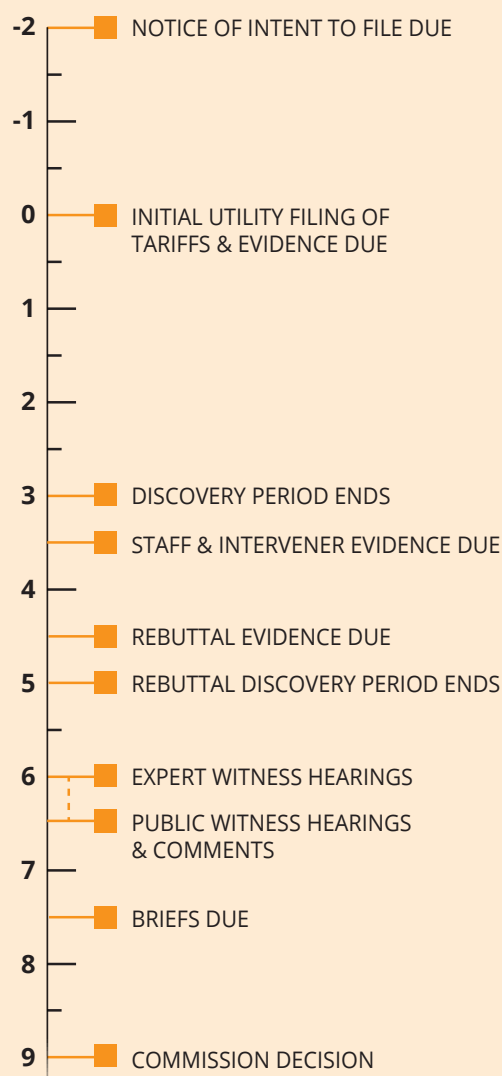 -2 NOTICE OF INTENT TO FILE DUE
-1
0 INITIAL UTILITY FILING OF
TARIFFS & EVIDENCE DUE
1
2
3 DISCOVERY PERIOD ENDS
STAFF & INTERVENER EVIDENCE DUE
4
REBUTTAL EVIDENCE DUE
5 REBUTTAL DISCOVERY PERIOD ENDS
6 EXPERT WITNESS HEARINGS
PUBLIC WITNESS HEARINGS
& COMMENTS
7
BRIEFS DUE
8
9 COMMISSION DECISION